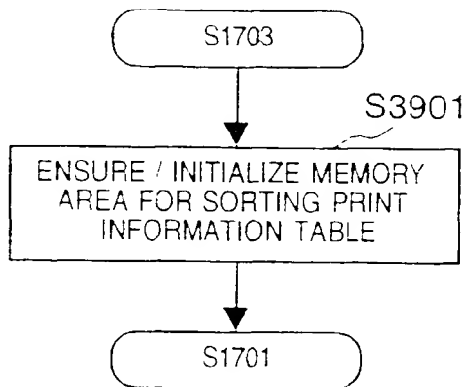 S1703
S3901
ENSURE / INITIALIZE MEMORY
AREA FOR SORTING PRINT
INFORMATION TABLE
S1701